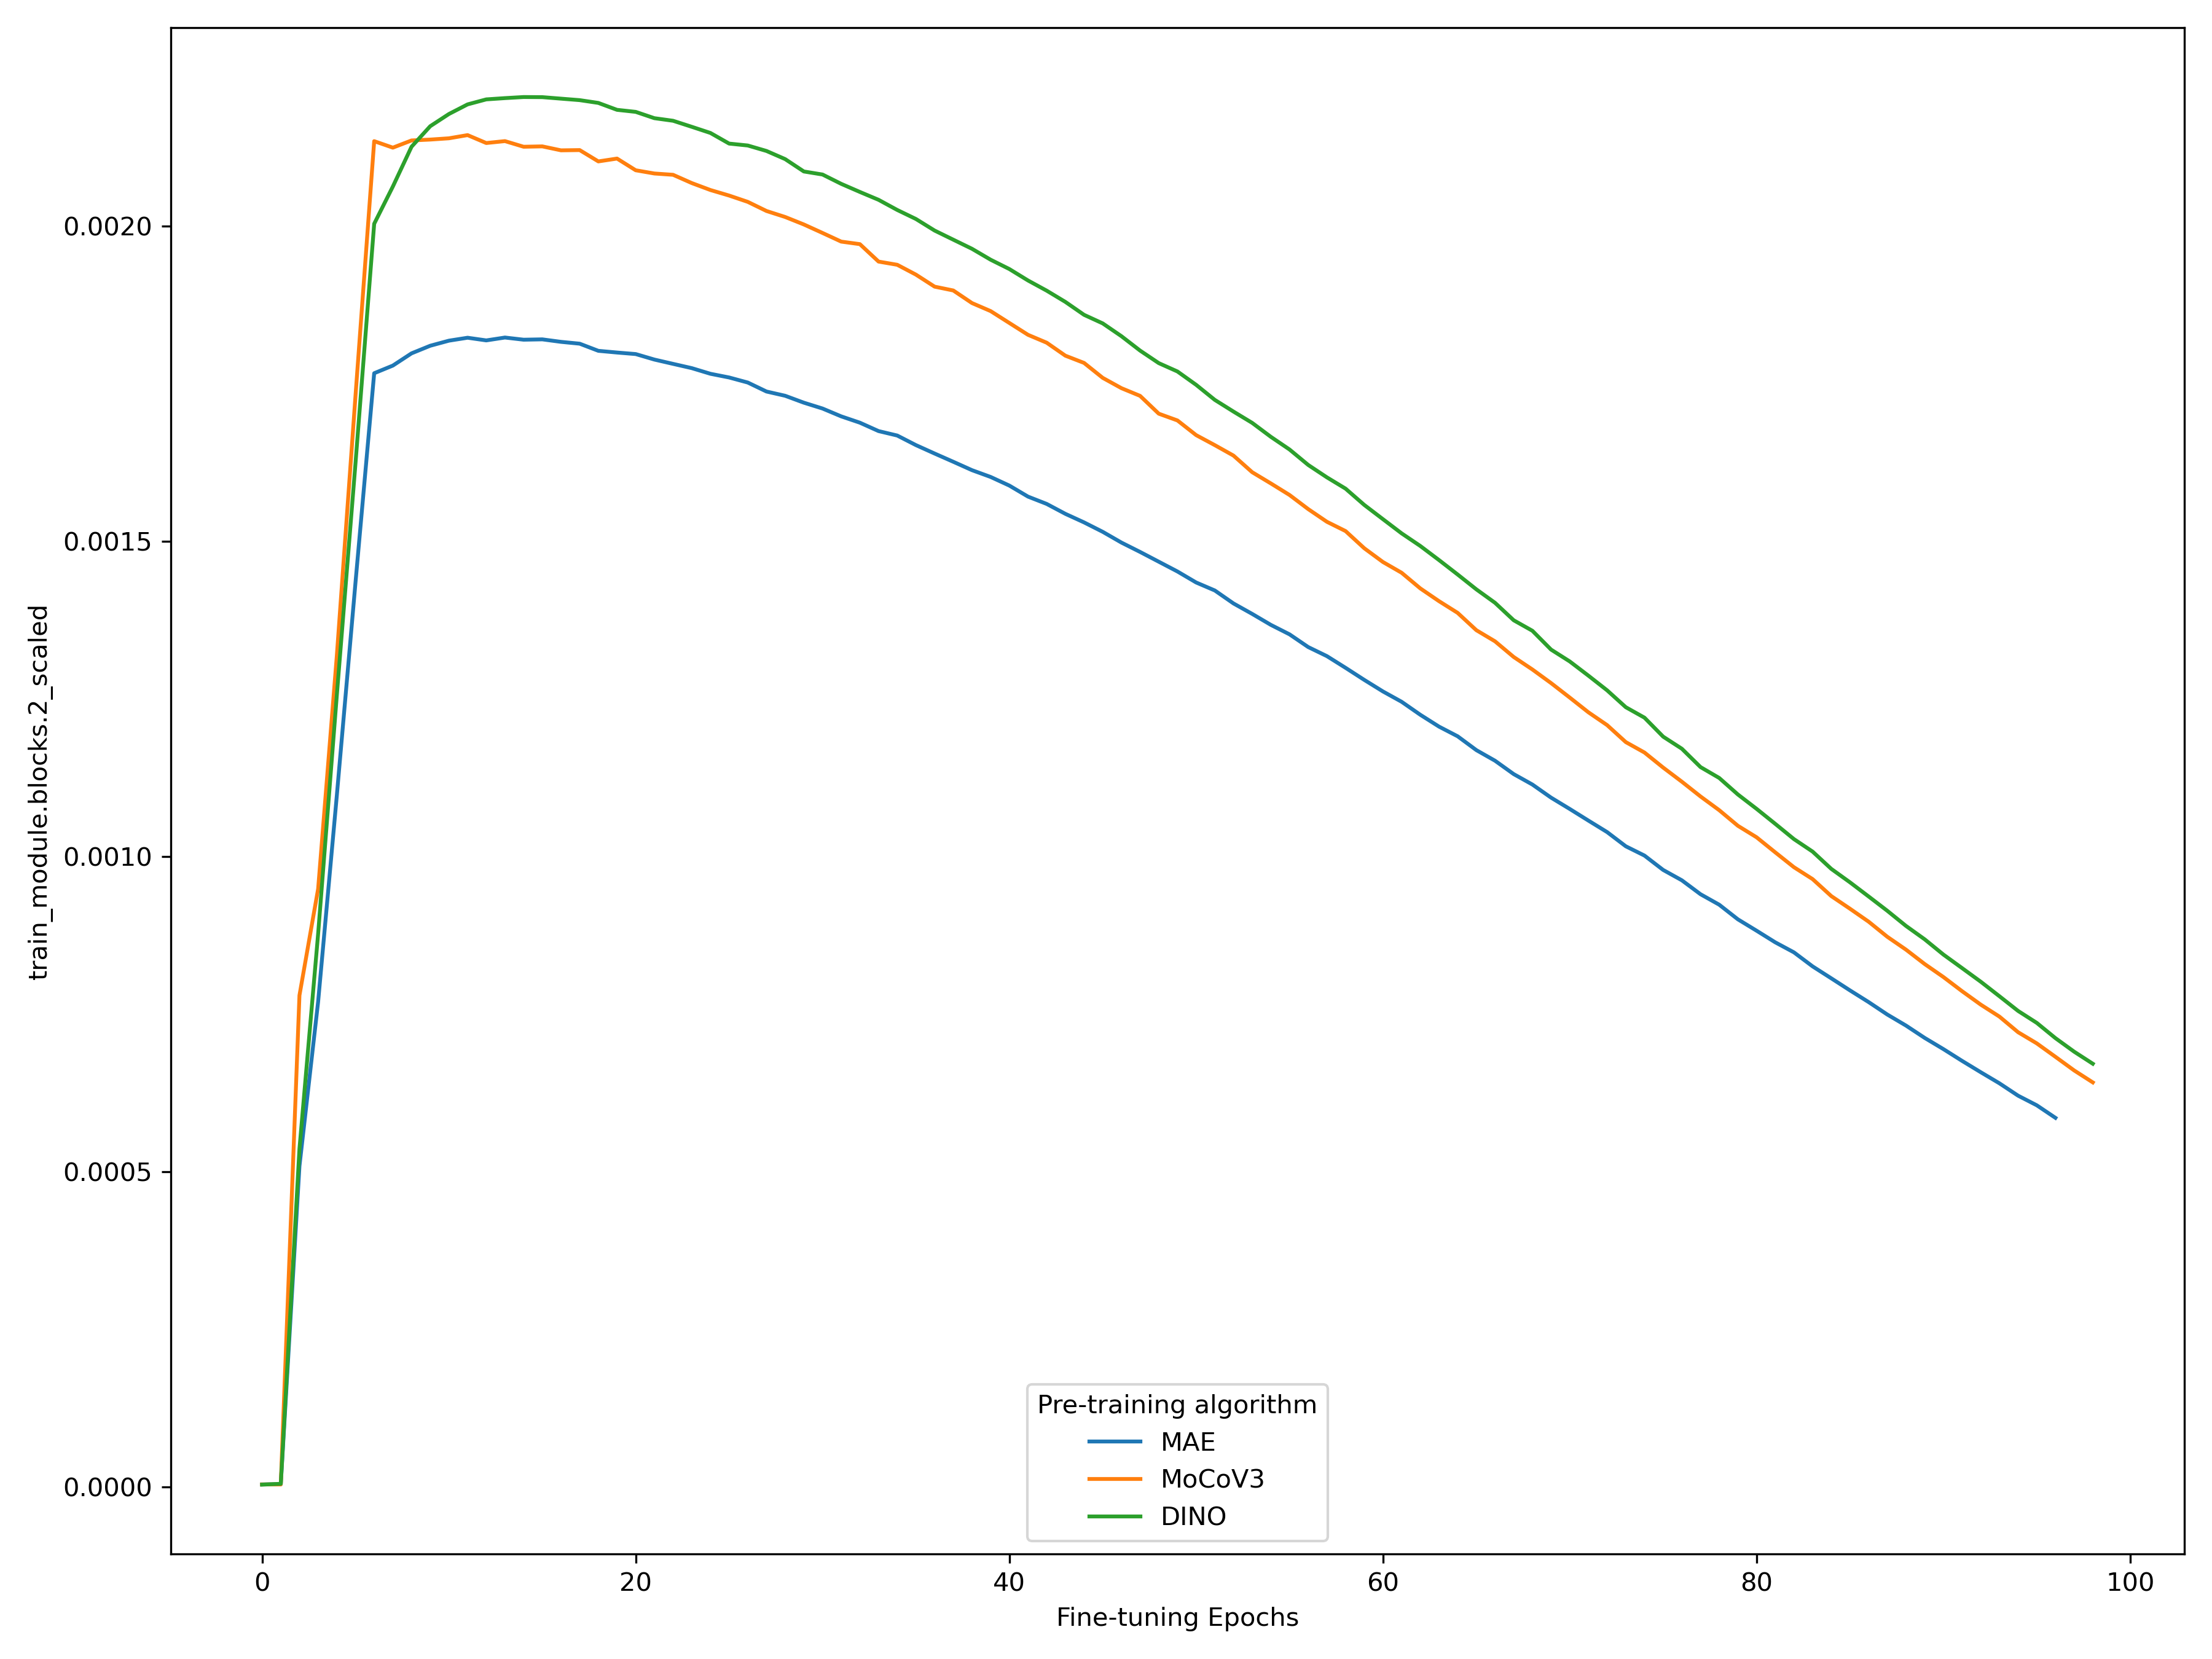 train_module.blocks.2_scaled
0.0020
0.0015
0.0010
0.0005
0.0000
0 20 40 60 80 100
Fine-tuning Epochs
Pre-training algorithm
MAE
MoCoV3
DINO